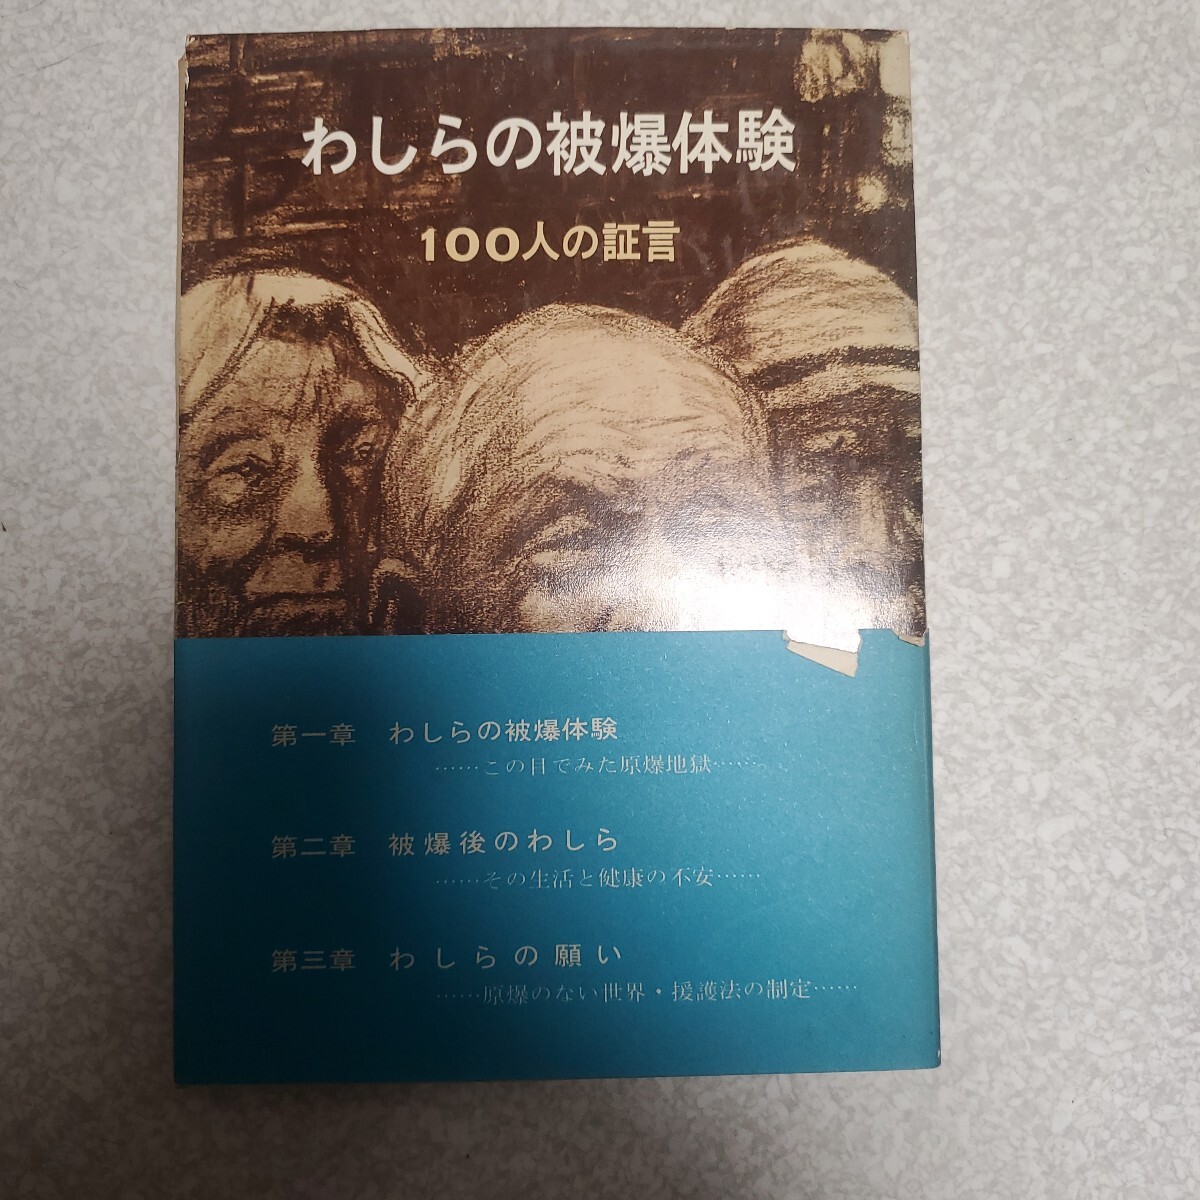 わしらの被爆体験
100人の証言
第一章 わしらの被爆体験
……この目でみた原爆地獄……
第二章 被爆後のわしら
……その生活と健康の不安……
第三章 わしらの願い
……原爆のない世界・援護法の制定……